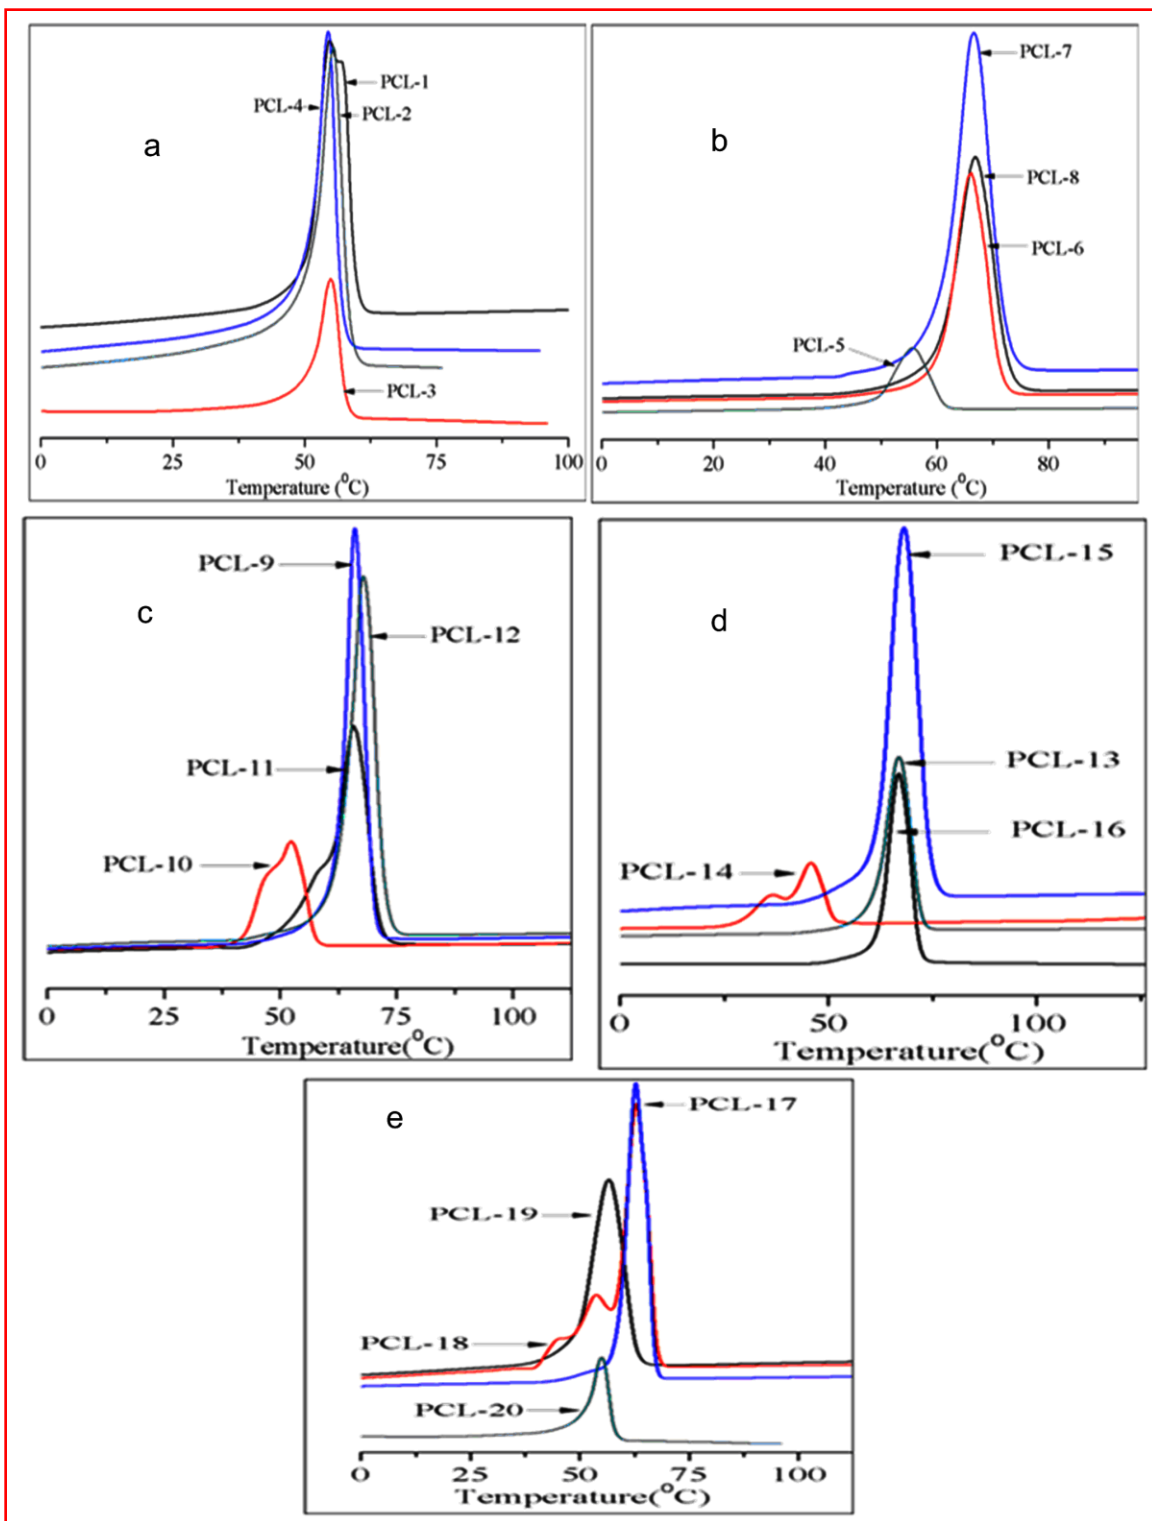 a
PCL-1
PCL-4
PCL-2
PCL-3
0 25 50 75 100
Temperature (°C)
b
PCL-7
PCL-8
PCL-6
PCL-5
0 20 40 60 80
Temperature (°C)
c
PCL-9
PCL-12
PCL-11
PCL-10
0 25 50 75 100
Temperature(°C)
d
PCL-15
PCL-13
PCL-16
PCL-14
0 50 100
Temperature(°C)
e
PCL-17
PCL-19
PCL-18
PCL-20
0 25 50 75 100
Temperature(°C)